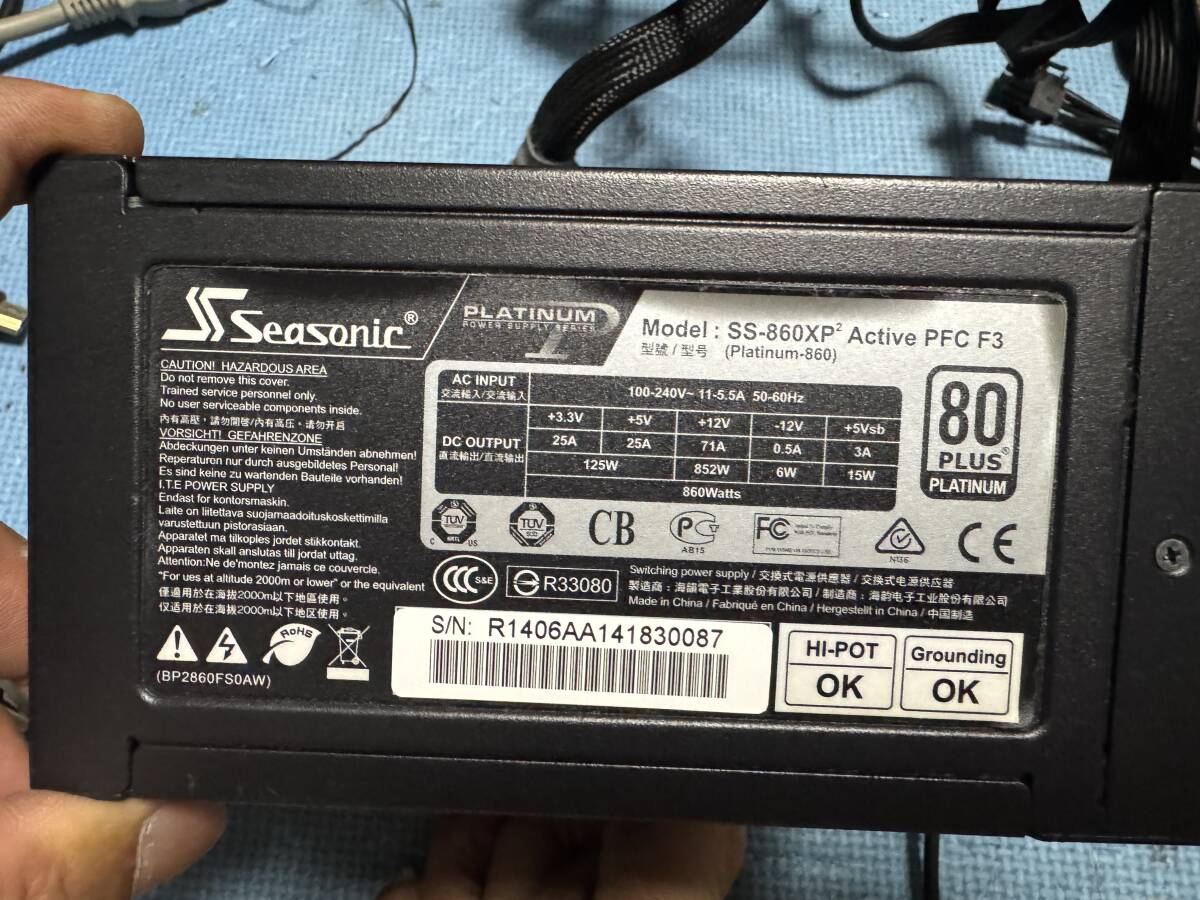 Seasonic®
PLATINUM
POWER SUPPLY SERIES
Model : SS-860XP² Active PFC F3
型號 / 型号 (Platinum-860)
CAUTION! HAZARDOUS AREA
Do not remove this cover.
Trained service personnel only.
No user serviceable components inside.
內有高壓，請勿開啓/内有高压，请勿开启
VORSICHT! GEFAHRENZONE
Abdeckungen unter keinen Umständen abnehmen!
Reperaturen nur durch ausgebildetes Personal!
Es sind keine zu wartenden Bauteile vorhanden!
I.T.E POWER SUPPLY
Endast for kontorsmaskin.
Laite on liitettava suojamaadoituskoskettimilla
varustettuun pistorasiaan.
Apparatet ma tilkoples jordet stikkontakt.
Apparaten skall anslutas till jordat uttag.
Attention:Ne de'montez jamais ce couvercle.
"For ues at altitude 2000m or lower" or the equivalent
僅適用於在海拔2000m以下地區使用。
仅适用於在海拔2000m以下地区使用。
RoHS
(BP2860FS0AW)
AC INPUT
交流輸入/交流输入
100-240V~ 11-5.5A 50-60Hz
DC OUTPUT
直流輸出/直流输出
+3.3V +5V +12V -12V +5Vsb
25A 25A 71A 0.5A 3A
125W 852W 6W 15W
860Watts
80
PLUS®
PLATINUM
TUV
C US
TUV
CB
PC
AB15
FC
N136
CE
CCC S&E
R33080
Switching power supply / 交換式電源供應器 / 交换式电源供应器
製造商：海韻電子工業股份有限公司 / 制造商：海韵电子工业股份有限公司
Made in China / Fabriqué en China / Hergestellt in China / 中国制造
S/N: R1406AA141830087
HI-POT
OK
Grounding
OK